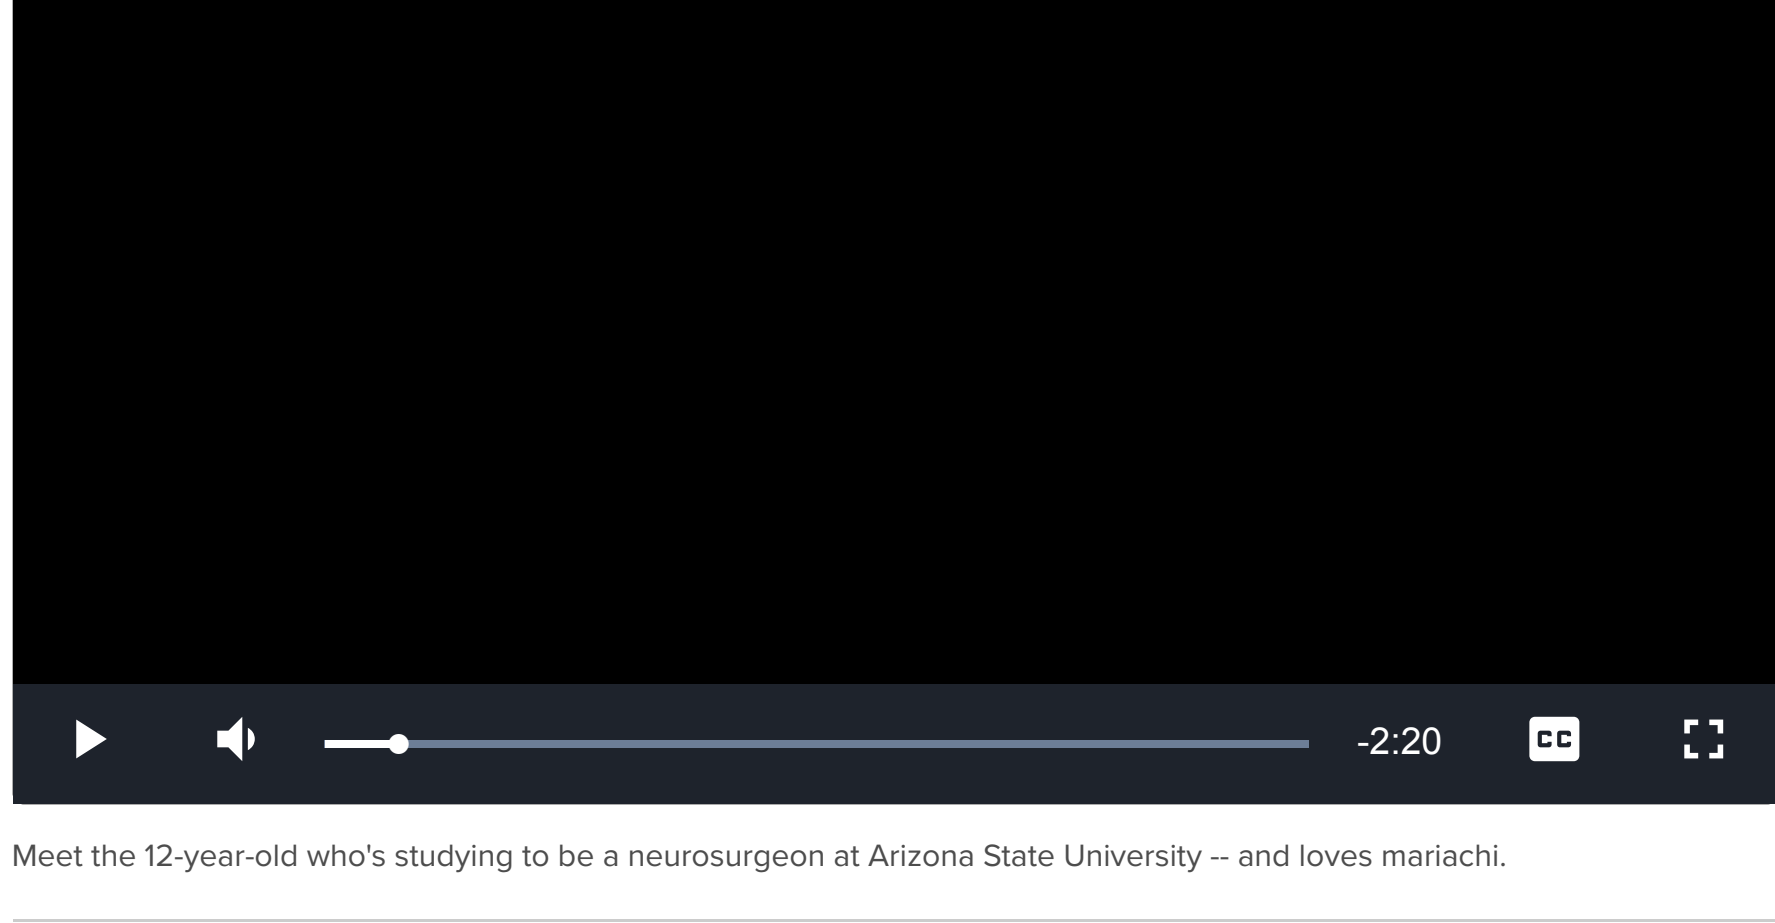 -2:20
CC
Meet the 12-year-old who's studying to be a neurosurgeon at Arizona State University -- and loves mariachi.